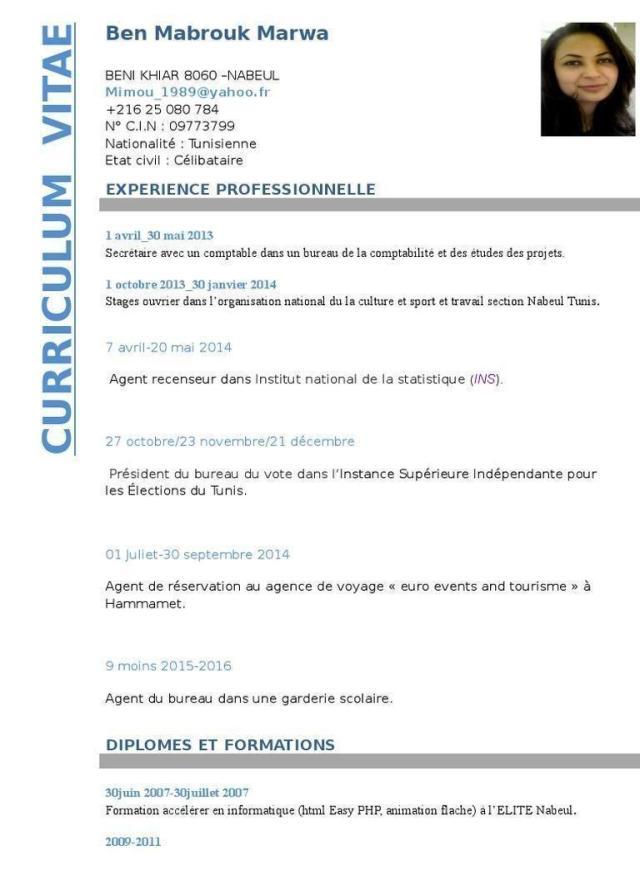 CURRICULUM VITAE
Ben Mabrouk Marwa
BENI KHIAR 8060 –NABEUL
Mimou_1989@yahoo.fr
+216 25 080 784
N° C.I.N : 09773799
Nationalité : Tunisienne
Etat civil : Célibataire
EXPERIENCE PROFESSIONNELLE
1 avril_30 mai 2013
Secrétaire avec un comptable dans un bureau de la comptabilité et des études des projets.
1 octobre 2013_30 janvier 2014
Stages ouvrier dans l'organisation national du la culture et sport et travail section Nabeul Tunis.
7 avril-20 mai 2014
Agent recenseur dans Institut national de la statistique (INS).
27 octobre/23 novembre/21 décembre
Président du bureau du vote dans l'Instance Supérieure Indépendante pour
les Élections du Tunis.
01 Juliet-30 septembre 2014
Agent de réservation au agence de voyage « euro events and tourisme » à
Hammamet.
9 moins 2015-2016
Agent du bureau dans une garderie scolaire.
DIPLOMES ET FORMATIONS
30juin 2007-30juillet 2007
Formation accélérer en informatique (html Easy PHP, animation flache) à l'ELITE Nabeul.
2009-2011